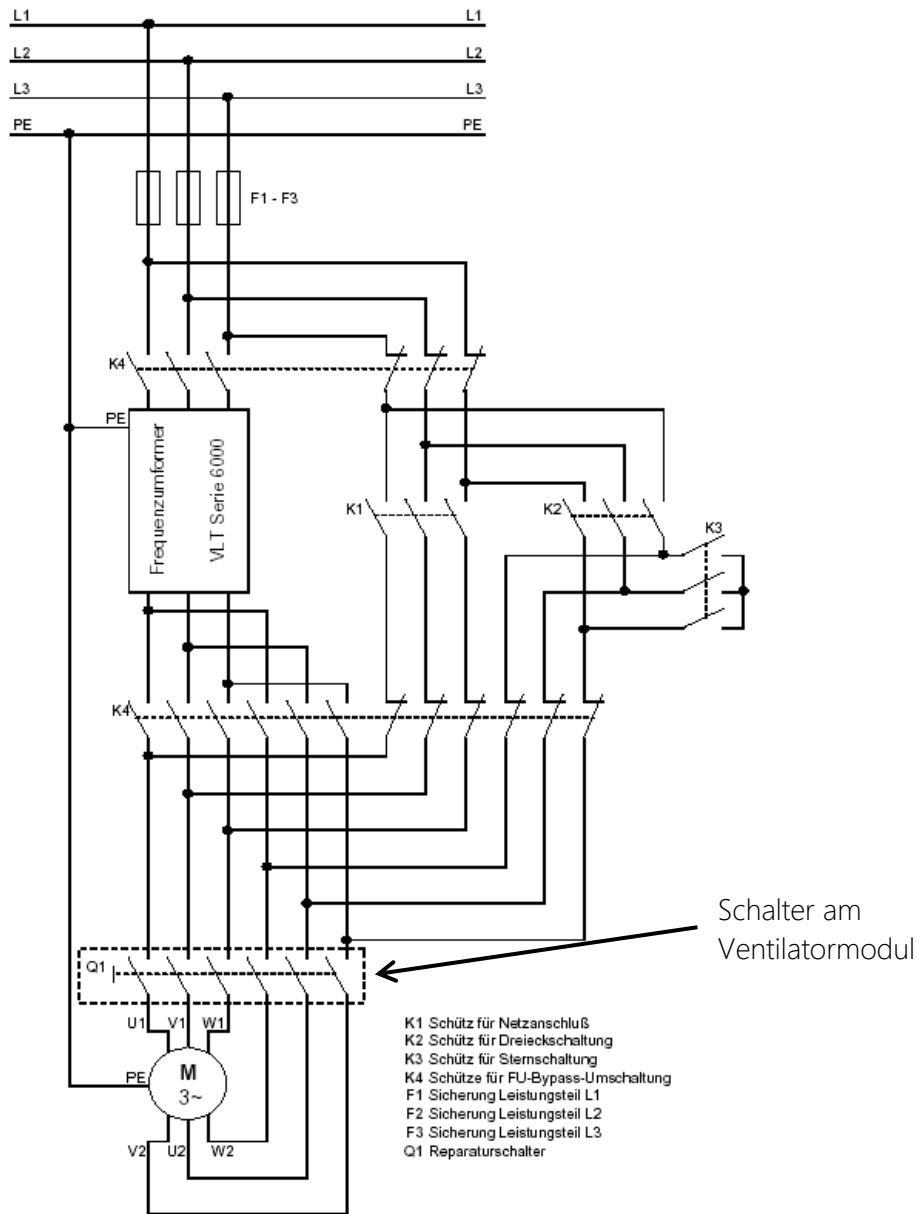 L1 L1
L2 L2
L3 L3
PE PE
F1 - F3
K4
PE
Frequenzumformer
VLT Serie 6000
K1
K2
K3
K4
Schalter am
Ventilatormodul
Q1
U1 V1 W1
PE
M
3~
V2 U2 W2
K1 Schütz für Netzanschluß
K2 Schütz für Dreieckschaltung
K3 Schütz für Sternschaltung
K4 Schütze für FU-Bypass-Umschaltung
F1 Sicherung Leistungsteil L1
F2 Sicherung Leistungsteil L2
F3 Sicherung Leistungsteil L3
Q1 Reparaturschalter